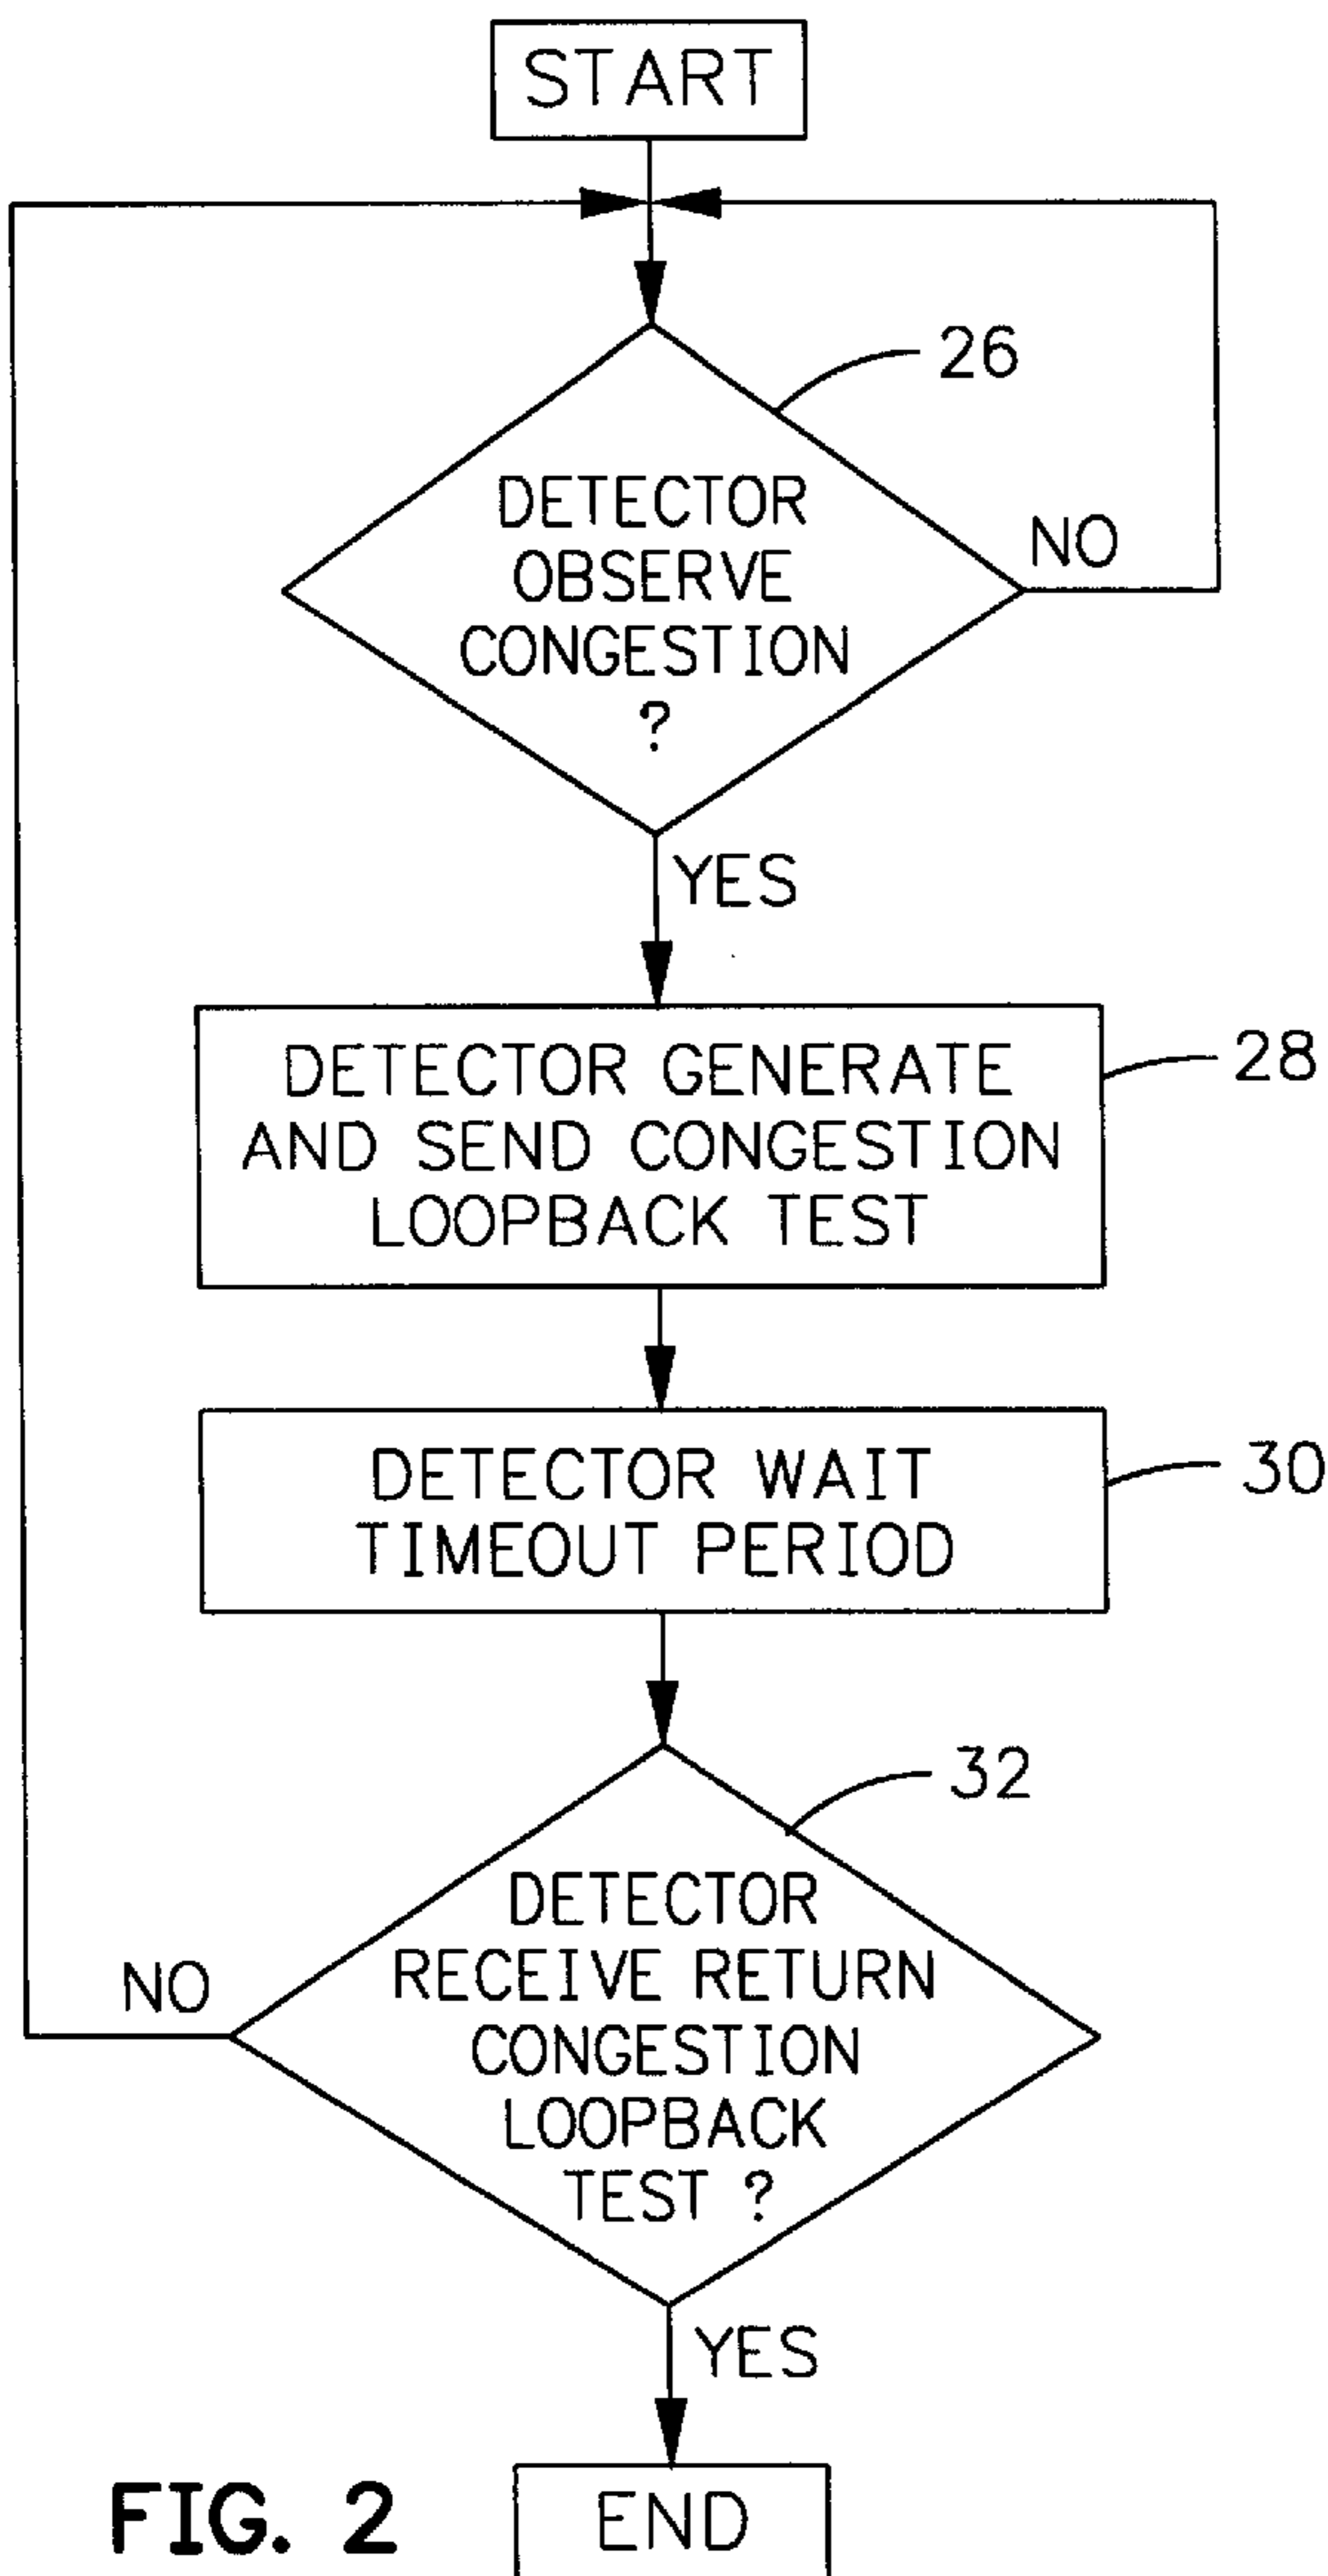 START
26
DETECTOR
OBSERVE
CONGESTION
?
NO
YES
DETECTOR GENERATE
AND SEND CONGESTION
LOOPBACK TEST
28
DETECTOR WAIT
TIMEOUT PERIOD
30
32
DETECTOR
RECEIVE RETURN
CONGESTION
LOOPBACK
TEST ?
NO
YES
END
FIG. 2